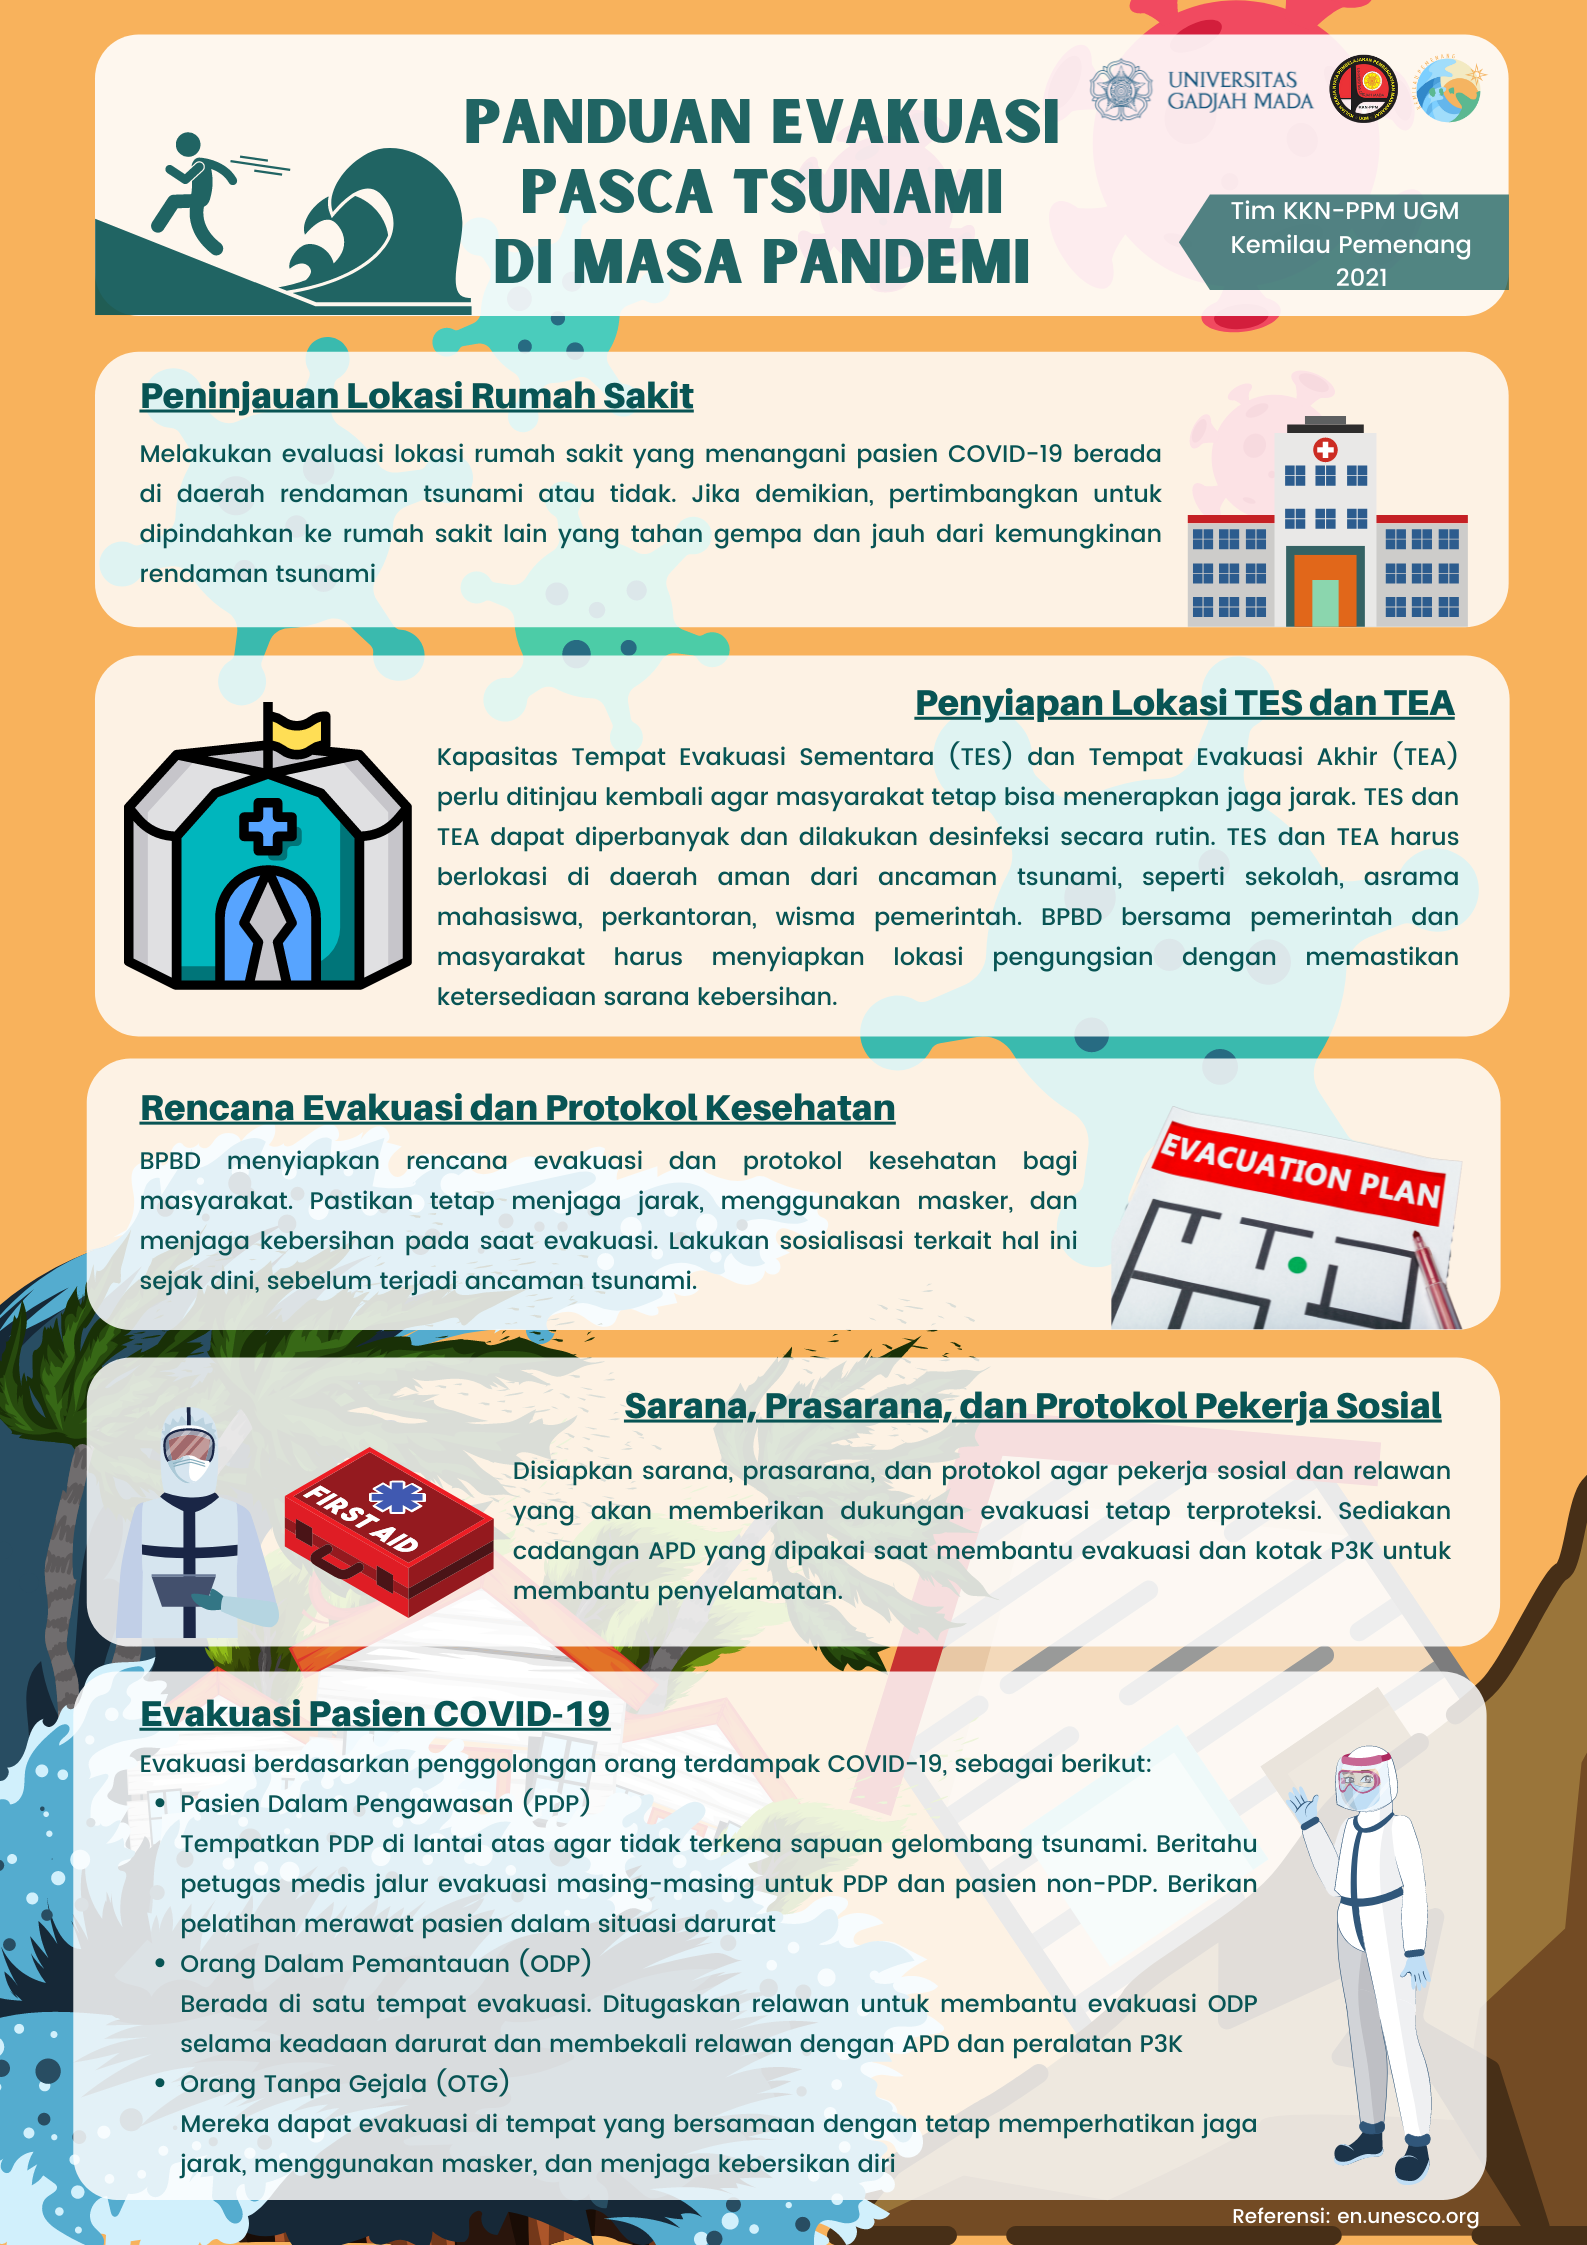 UNIVERSITAS
GADJAH MADA
PANDUAN EVAKUASI
PASCA TSUNAMI
DI MASA PANDEMI
Tim KKN-PPM UGM
Kemilau Pemenang
2021
Peninjauan Lokasi Rumah Sakit
Melakukan evaluasi lokasi rumah sakit yang menangani pasien COVID-19 berada
di daerah rendaman tsunami atau tidak. Jika demikian, pertimbangkan untuk
dipindahkan ke rumah sakit lain yang tahan gempa dan jauh dari kemungkinan
rendaman tsunami
Penyiapan Lokasi TES dan TEA
Kapasitas Tempat Evakuasi Sementara (TES) dan Tempat Evakuasi Akhir (TEA)
perlu ditinjau kembali agar masyarakat tetap bisa menerapkan jaga jarak. TES dan
TEA dapat diperbanyak dan dilakukan desinfeksi secara rutin. TES dan TEA harus
berlokasi di daerah aman dari ancaman tsunami, seperti sekolah, asrama
mahasiswa, perkantoran, wisma pemerintah. BPBD bersama pemerintah dan
masyarakat harus menyiapkan lokasi pengungsian dengan memastikan
ketersediaan sarana kebersihan.
Rencana Evakuasi dan Protokol Kesehatan
BPBD menyiapkan rencana evakuasi dan protokol kesehatan bagi
masyarakat. Pastikan tetap menjaga jarak, menggunakan masker, dan
menjaga kebersihan pada saat evakuasi. Lakukan sosialisasi terkait hal ini
sejak dini, sebelum terjadi ancaman tsunami.
EVACUATION PLAN
Sarana, Prasarana, dan Protokol Pekerja Sosial
Disiapkan sarana, prasarana, dan protokol agar pekerja sosial dan relawan
yang akan memberikan dukungan evakuasi tetap terproteksi. Sediakan
cadangan APD yang dipakai saat membantu evakuasi dan kotak P3K untuk
membantu penyelamatan.
FIRST AID
Evakuasi Pasien COVID-19
Evakuasi berdasarkan penggolongan orang terdampak COVID-19, sebagai berikut:
• Pasien Dalam Pengawasan (PDP)
Tempatkan PDP di lantai atas agar tidak terkena sapuan gelombang tsunami. Beritahu
petugas medis jalur evakuasi masing-masing untuk PDP dan pasien non-PDP. Berikan
pelatihan merawat pasien dalam situasi darurat
• Orang Dalam Pemantauan (ODP)
Berada di satu tempat evakuasi. Ditugaskan relawan untuk membantu evakuasi ODP
selama keadaan darurat dan membekali relawan dengan APD dan peralatan P3K
• Orang Tanpa Gejala (OTG)
Mereka dapat evakuasi di tempat yang bersamaan dengan tetap memperhatikan jaga
jarak, menggunakan masker, dan menjaga kebersikan diri
Referensi: en.unesco.org